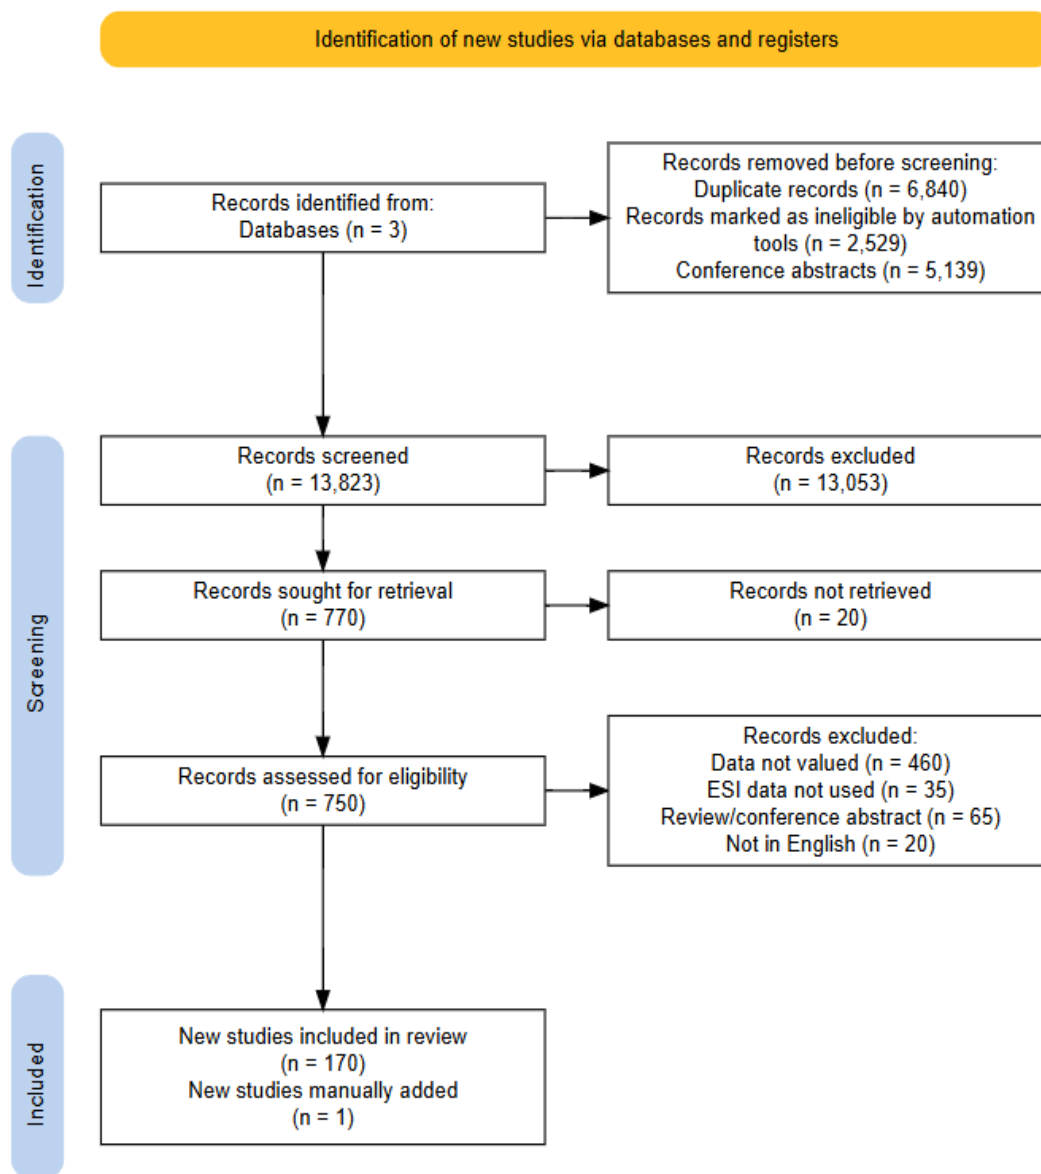 Identification of new studies via databases and registers
Identification
Records identified from:
Databases (n = 3)
Records removed before screening:
Duplicate records (n = 6,840)
Records marked as ineligible by automation
tools (n = 2,529)
Conference abstracts (n = 5,139)
Screening
Records screened
(n = 13,823)
Records excluded
(n = 13,053)
Records sought for retrieval
(n = 770)
Records not retrieved
(n = 20)
Records assessed for eligibility
(n = 750)
Records excluded:
Data not valued (n = 460)
ESI data not used (n = 35)
Review/conference abstract (n = 65)
Not in English (n = 20)
Included
New studies included in review
(n = 170)
New studies manually added
(n = 1)